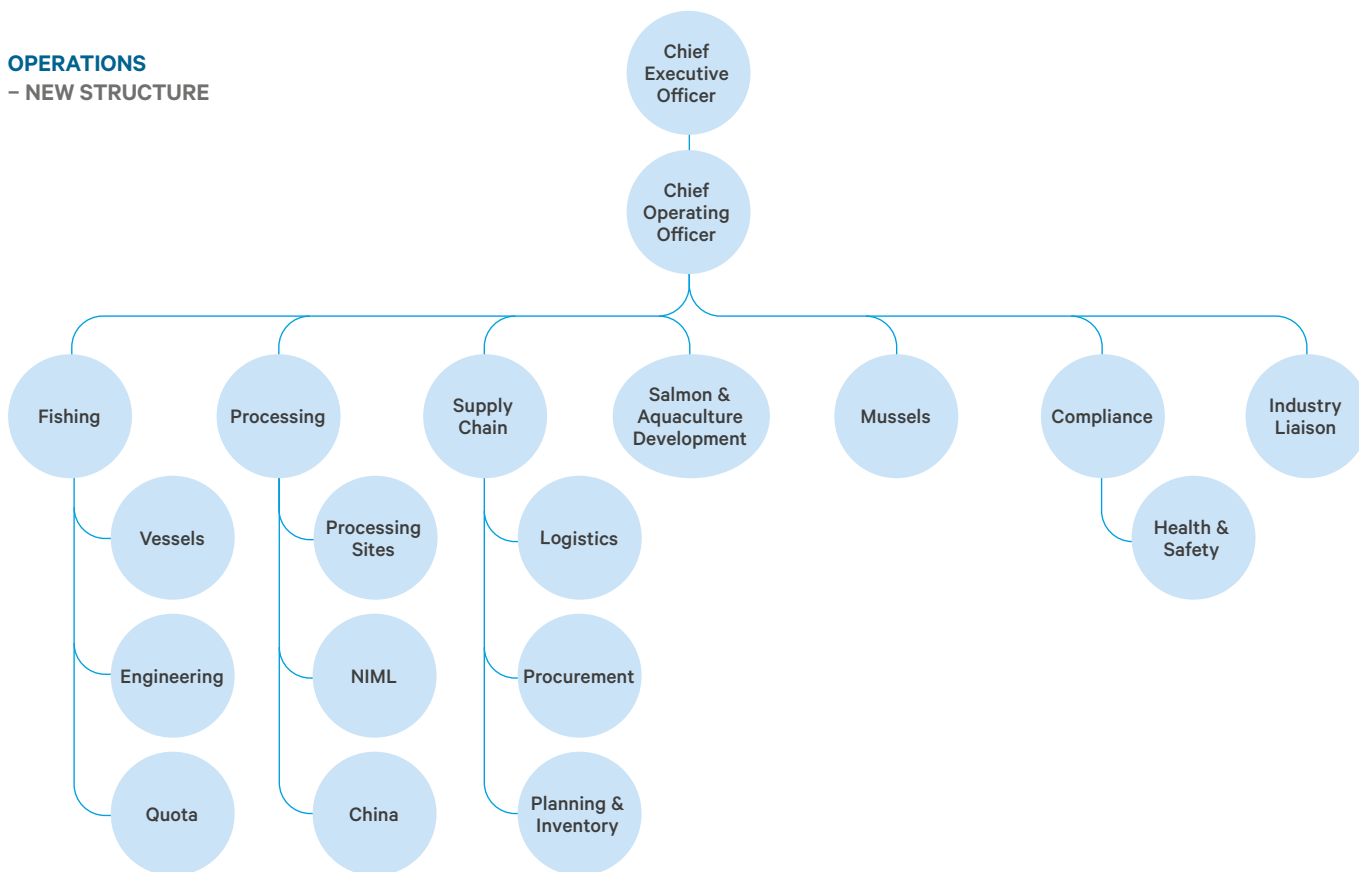 OPERATIONS
– NEW STRUCTURE
Chief
Executive
Officer
Chief
Operating
Officer
Fishing
Processing
Supply
Chain
Salmon &
Aquaculture
Development
Mussels
Compliance
Industry
Liaison
Vessels
Processing
Sites
Logistics
Health &
Safety
Engineering
NIML
Procurement
Quota
China
Planning &
Inventory